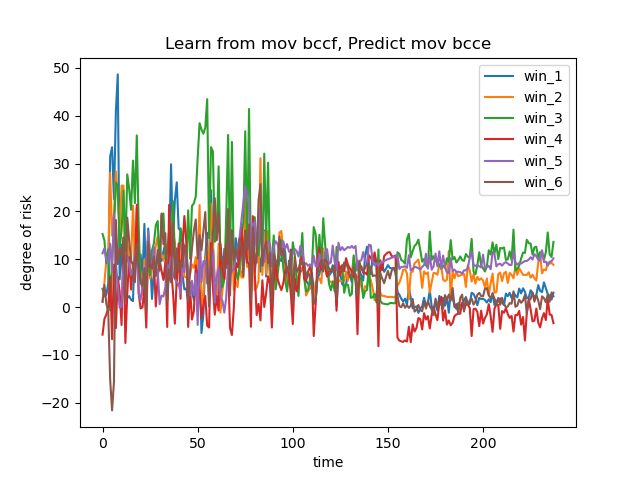 Learn from mov bccf, Predict mov bcce
degree of risk
50
40
30
20
10
0
−10
−20
0
50
100
150
200
time
win_1
win_2
win_3
win_4
win_5
win_6